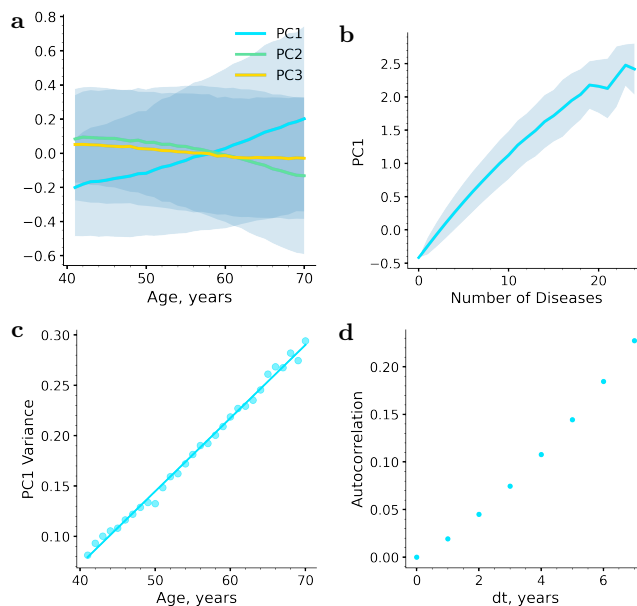 a
0.8
0.6
0.4
0.2
0.0
−0.2
−0.4
−0.6
40
50
60
70
Age, years
PC1
PC2
PC3
b
PC1
2.5
2.0
1.5
1.0
0.5
0.0
−0.5
0
10
20
Number of Diseases
c
PC1 Variance
0.30
0.25
0.20
0.15
0.10
40
50
60
70
Age, years
d
Autocorrelation
0.20
0.15
0.10
0.05
0.00
0
2
4
6
dt, years